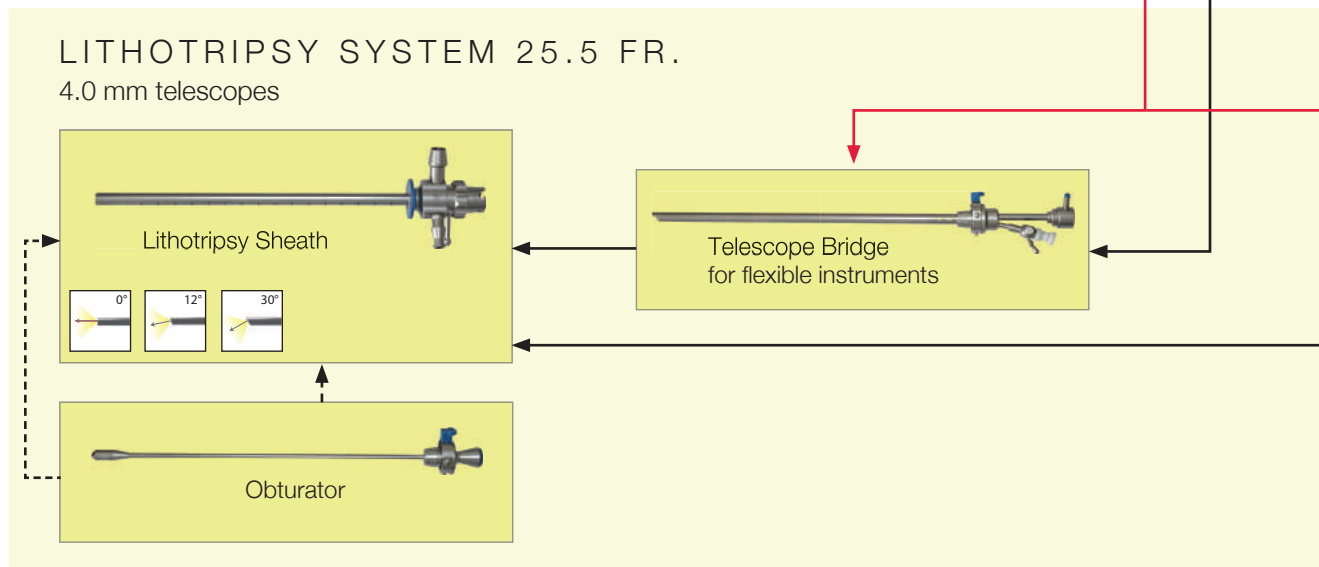 LITHOTRIPSY SYSTEM 25.5 FR.
4.0 mm telescopes
Lithotripsy Sheath
0°
12°
30°
Telescope Bridge
for flexible instruments
Obturator